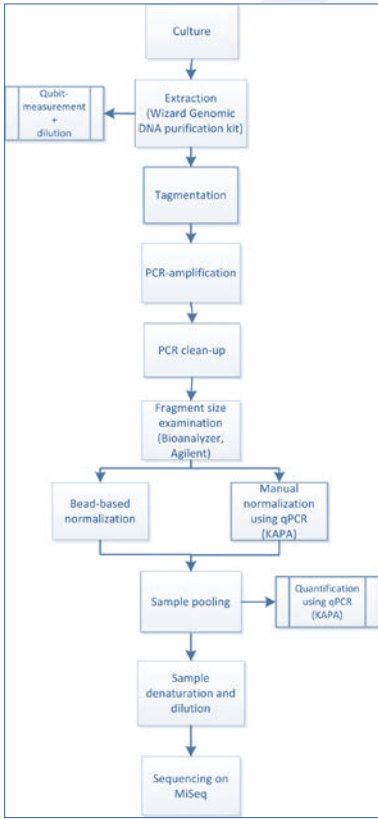 Culture
Qubit-
measurement
+
dilution
Extraction
(Wizard Genomic
DNA purification kit)
Tagmentation
PCR-amplification
PCR clean-up
Fragment size
examination
(Bioanalyzer,
Agilent)
Bead-based
normalization
Manual
normalization
using qPCR
(KAPA)
Sample pooling
Quantification
using qPCR
(KAPA)
Sample
denaturation and
dilution
Sequencing on
MiSeq